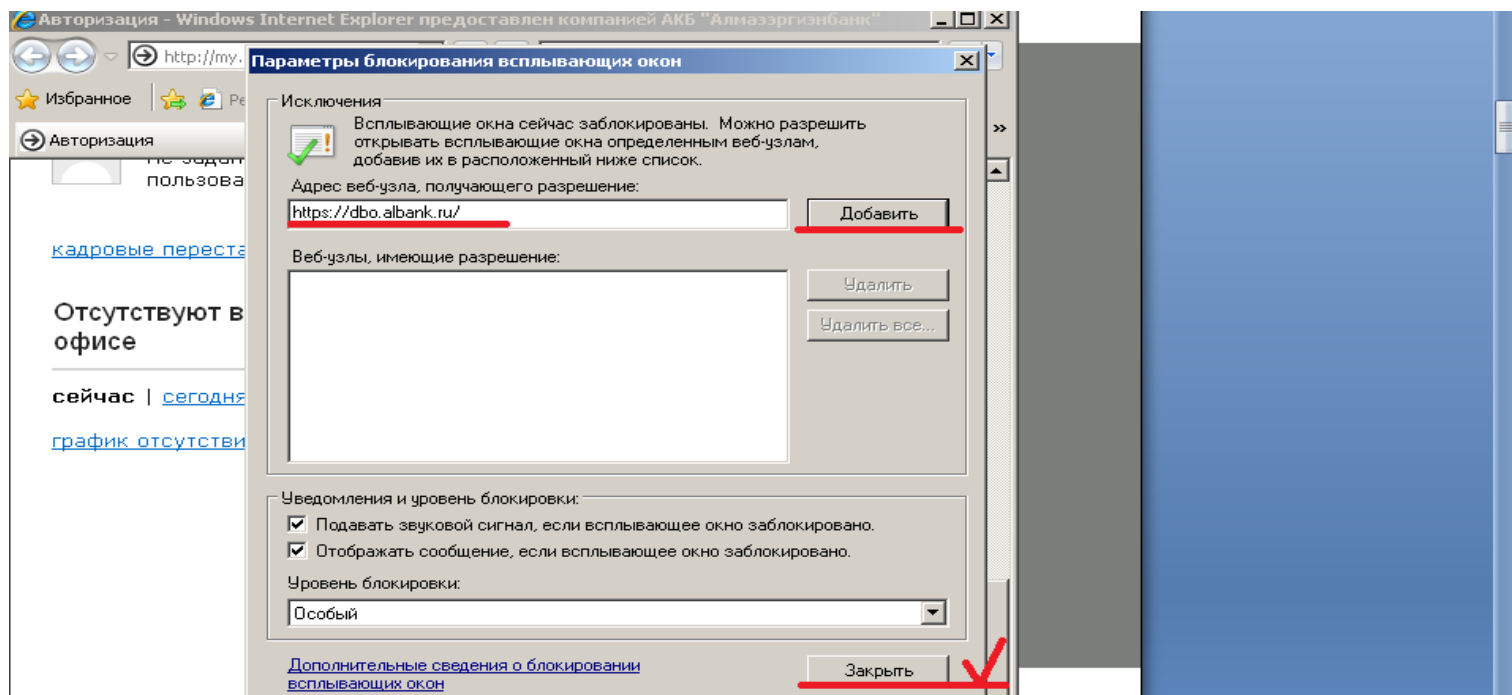 Авторизация - Windows Internet Explorer предоставлен компанией АКБ "Алмазэргиэнбанк"
http://my.
Параметры блокирования всплывающих окон
Избранное
Исключения
Всплывающие окна сейчас заблокированы. Можно разрешить
открывать всплывающие окна определенным веб-узлам,
добавив их в расположенный ниже список.
Авторизация
»
пользова
Адрес веб-узла, получающего разрешение:
https://dbo.albank.ru/
Добавить
кадровые переста
Веб-узлы, имеющие разрешение:
Удалить
Удалить все...
Отсутствуют в
офисе
сейчас | сегодня
график отсутстви
Уведомления и уровень блокировки:
Подавать звуковой сигнал, если всплывающее окно заблокировано.
Отображать сообщение, если всплывающее окно заблокировано.
Уровень блокировки:
Особый
Дополнительные сведения о блокировании
всплывающих окон
Закрыть